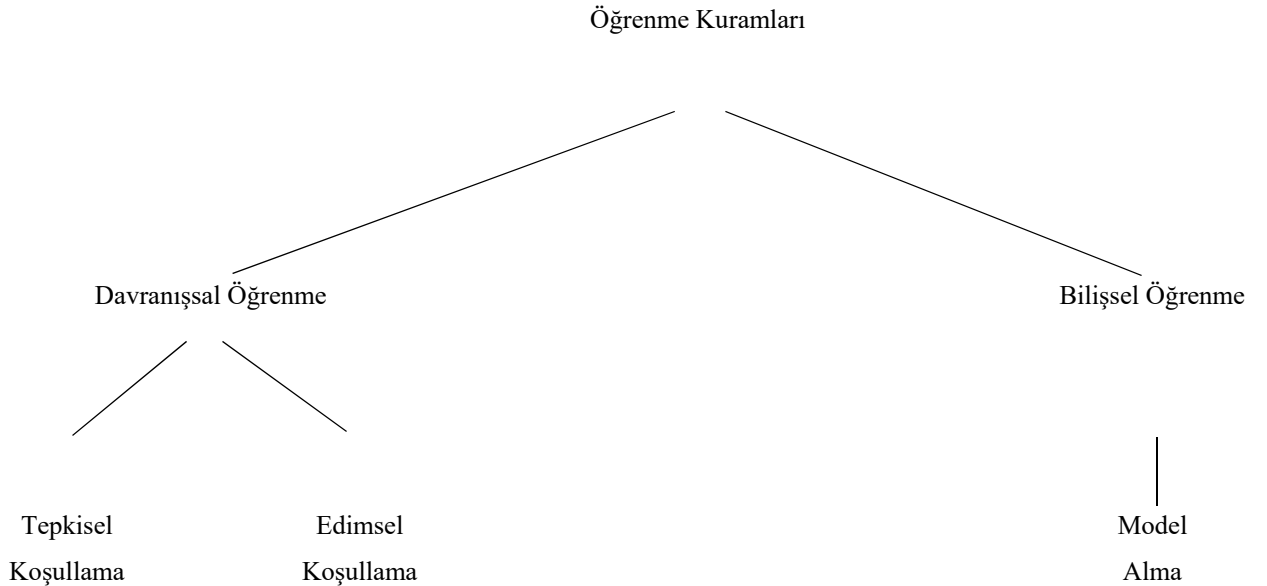 Öğrenme Kuramları
Davranışsal Öğrenme
Bilişsel Öğrenme
Tepkisel
Koşullama
Edimsel
Koşullama
Model
Alma